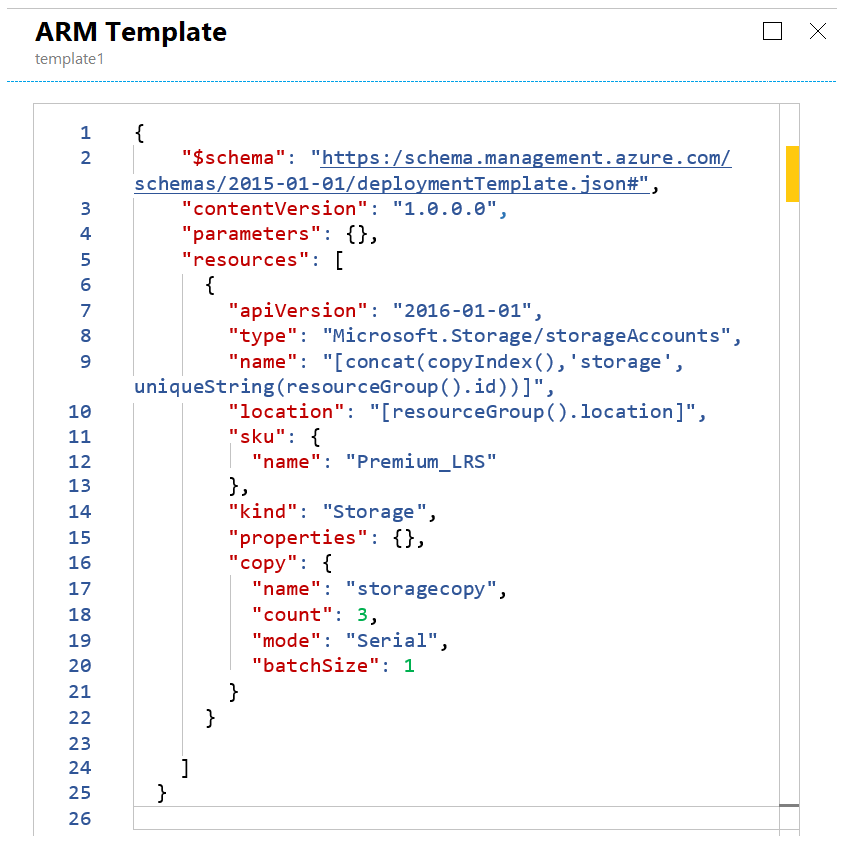 ARM Template
template1
1 {
2 "$schema": "https:/schema.management.azure.com/
schemas/2015-01-01/deploymentTemplate.json#",
3 "contentVersion": "1.0.0.0",
4 "parameters": {},
5 "resources": [
6 {
7 "apiVersion": "2016-01-01",
8 "type": "Microsoft.Storage/storageAccounts",
9 "name": "[concat(copyIndex(),'storage',
uniqueString(resourceGroup().id))]",
10 "location": "[resourceGroup().location]",
11 "sku": {
12 "name": "Premium_LRS"
13 },
14 "kind": "Storage",
15 "properties": {},
16 "copy": {
17 "name": "storagecopy",
18 "count": 3,
19 "mode": "Serial",
20 "batchSize": 1
21 }
22 }
23
24 ]
25 }
26